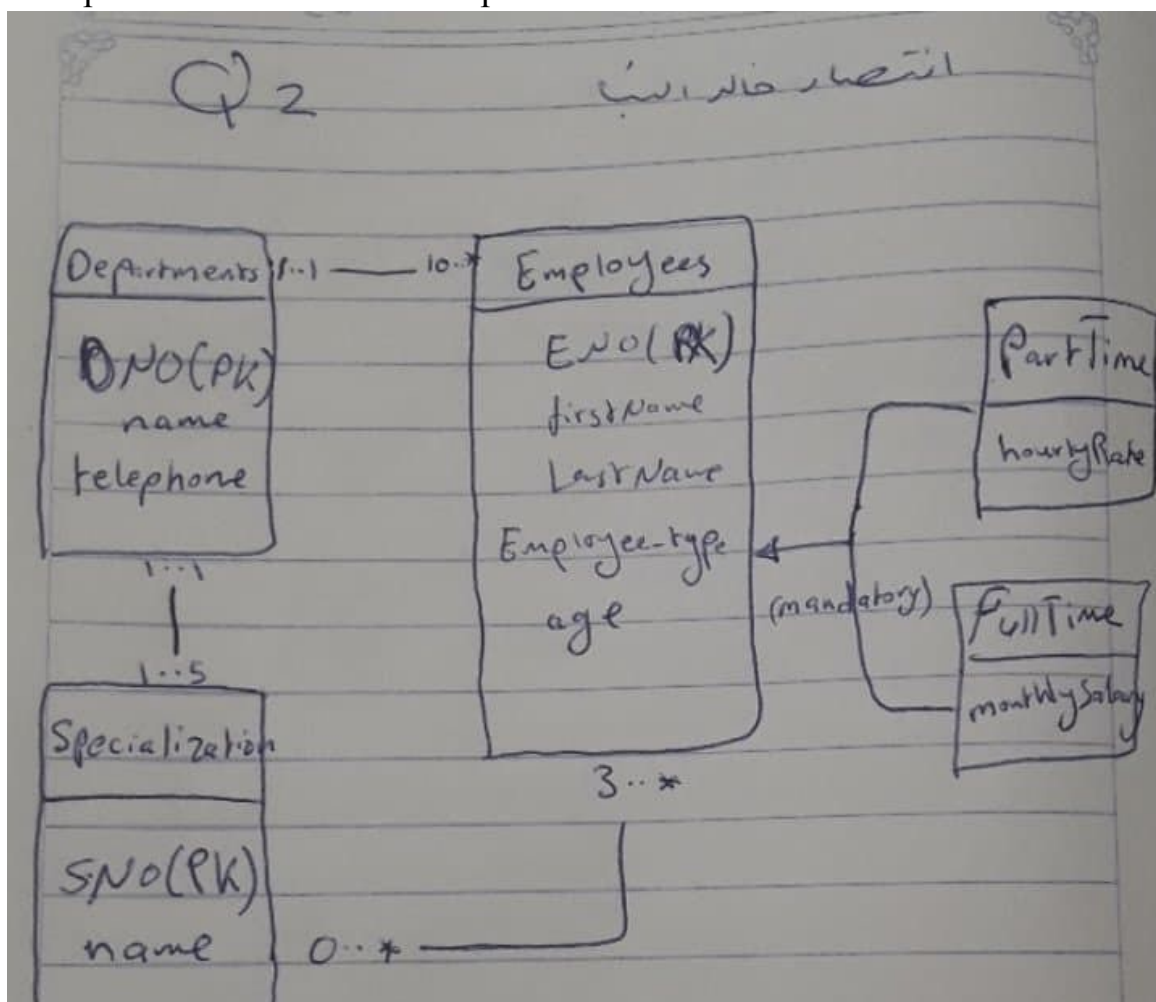 Q2
انتصار خالد البنا
Departments 1..1 10..* Employees
DNO(PK)
name
telephone
ENO(PK)
firstName
LastName
Employee-type
age
PartTime
hourlyRate
(mandatory)
FullTime
monthlySalary
1..1
1..5
Specialization
SNO(PK)
name
3..*
0..*